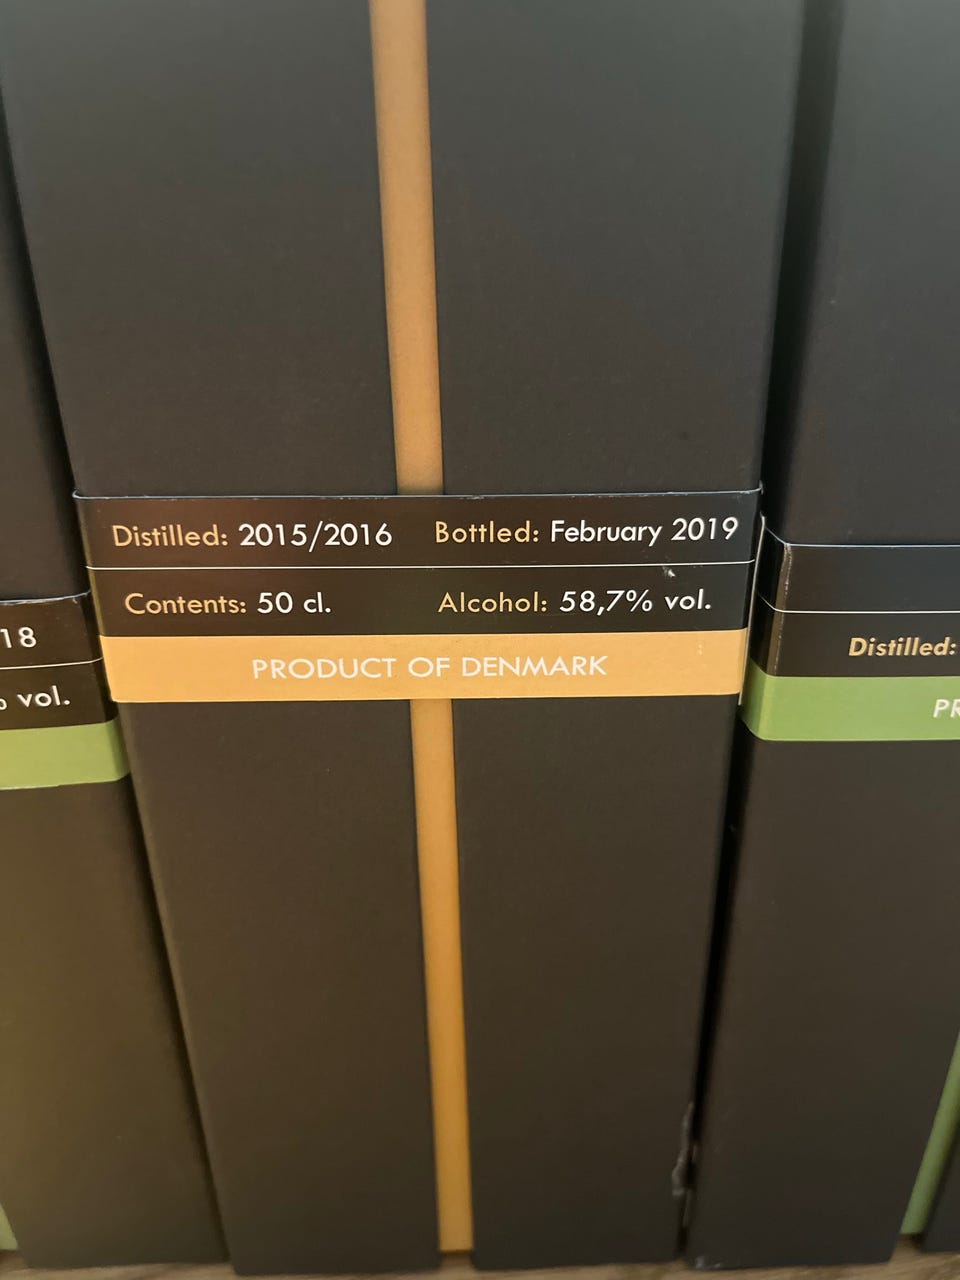 Distilled: 2015/2016 Bottled: February 2019
Contents: 50 cl. Alcohol: 58,7% vol.
PRODUCT OF DENMARK
18
% vol.
Distilled:
PR